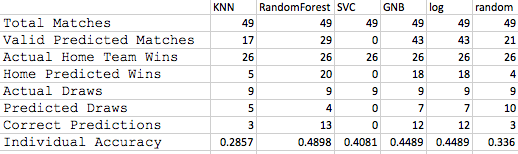 KNN RandomForest SVC GNB log random
Total Matches 49 49 49 49 49 49
Valid Predicted Matches 17 29 0 43 43 21
Actual Home Team Wins 26 26 26 26 26 26
Home Predicted Wins 5 20 0 18 18 4
Actual Draws 9 9 9 9 9 9
Predicted Draws 5 4 0 7 7 10
Correct Predictions 3 13 0 12 12 3
Individual Accuracy 0.2857 0.4898 0.4081 0.4489 0.4489 0.336